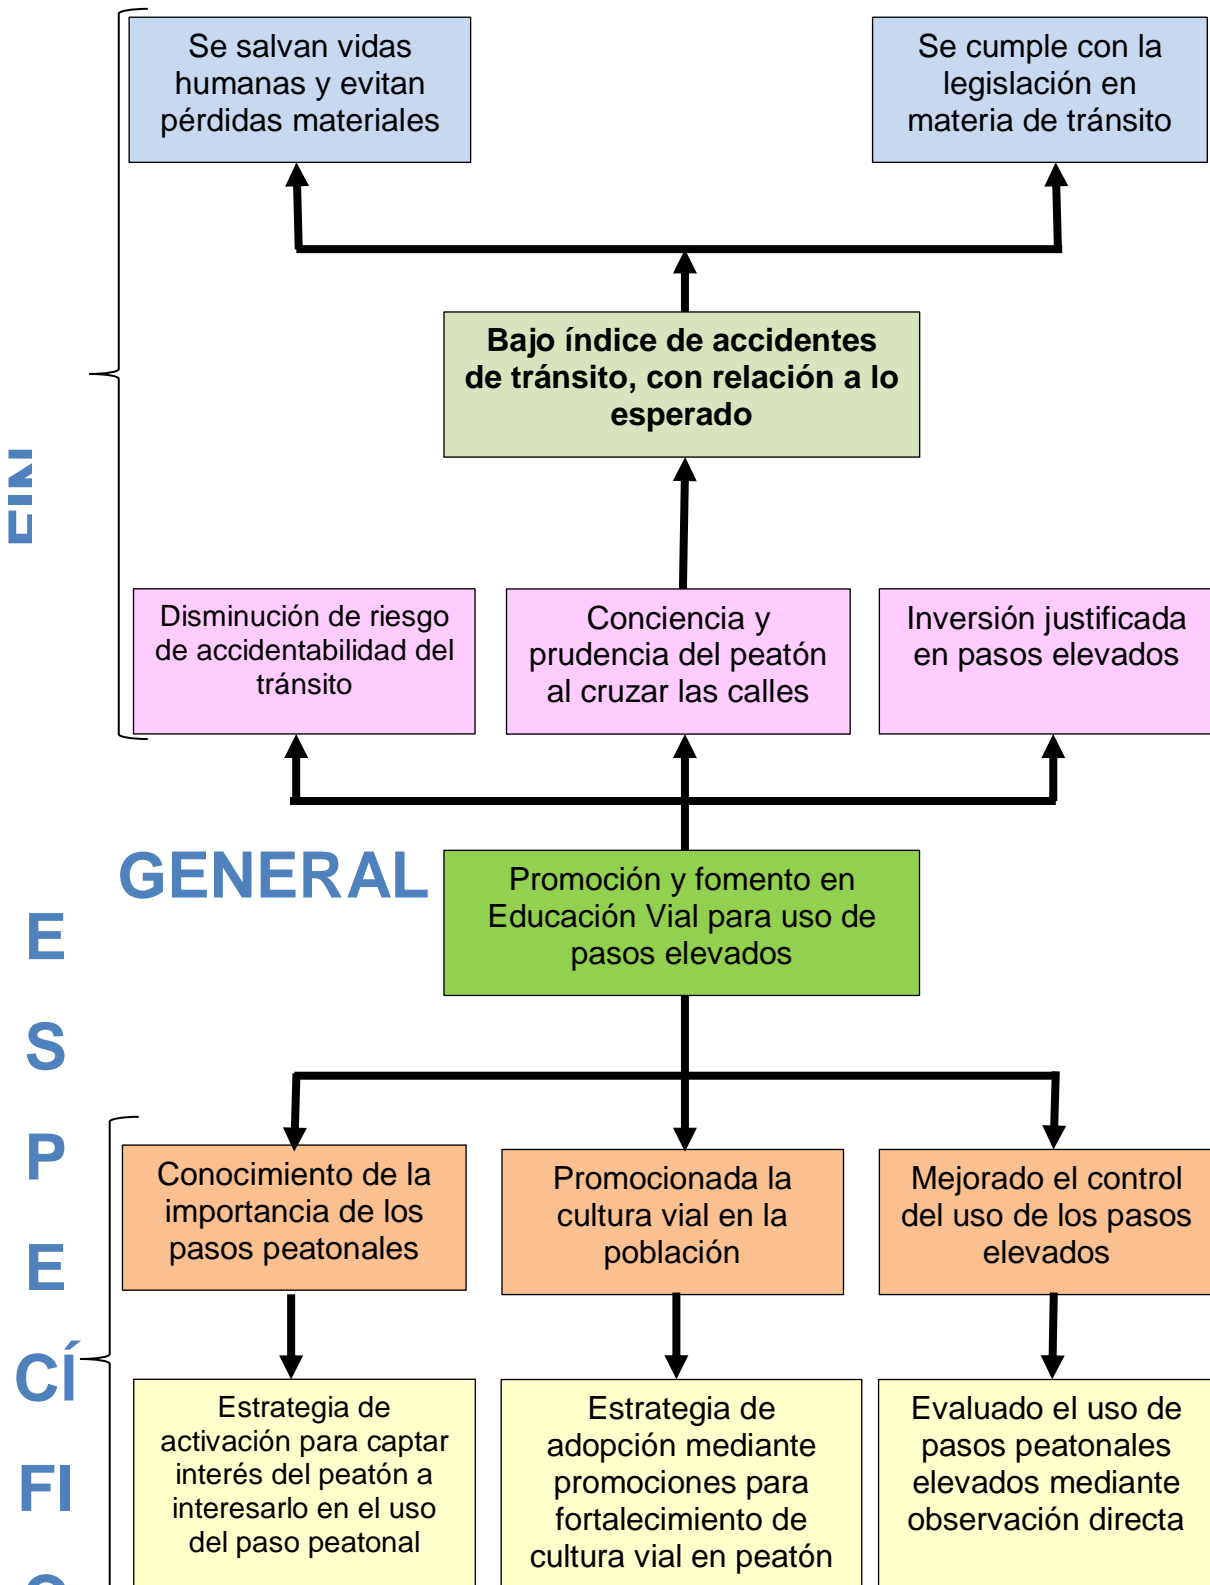 Se salvan vidas
humanas y evitan
pérdidas materiales
Se cumple con la
legislación en
materia de tránsito
Bajo índice de accidentes
de tránsito, con relación a lo
esperado
FIN
Disminución de riesgo
de accidentabilidad del
tránsito
Conciencia y
prudencia del peatón
al cruzar las calles
Inversión justificada
en pasos elevados
GENERAL
Promoción y fomento en
Educación Vial para uso de
pasos elevados
E
S
P
E
CÍ
FI
Conocimiento de la
importancia de los
pasos peatonales
Promocionada la
cultura vial en la
población
Mejorado el control
del uso de los pasos
elevados
Estrategia de
activación para captar
interés del peatón a
interesarlo en el uso
del paso peatonal
Estrategia de
adopción mediante
promociones para
fortalecimiento de
cultura vial en peatón
Evaluado el uso de
pasos peatonales
elevados mediante
observación directa